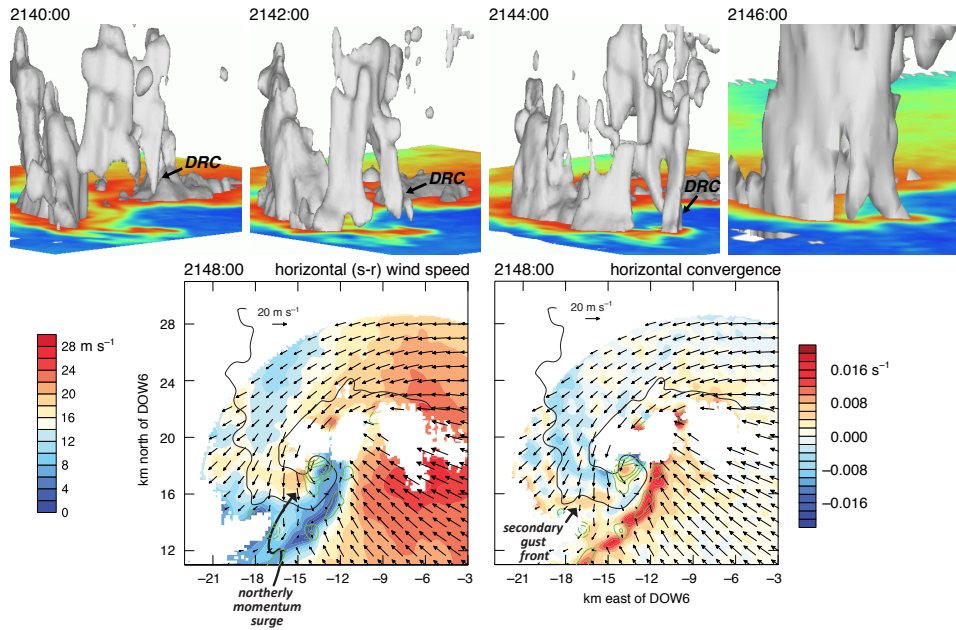 2140:00
2142:00
2144:00
2146:00
DRC
DRC
DRC
2148:00 horizontal (s-r) wind speed
2148:00 horizontal convergence
20 m s⁻¹
20 m s⁻¹
28 m s⁻¹
24
20
16
12
8
4
0
km north of DOW6
28
24
20
16
12
−21 −18 −15 −12 −9 −6 −3
northerly
momentum
surge
secondary
gust
front
−21 −18 −15 −12 −9 −6 −3
km east of DOW6
0.016 s⁻¹
0.008
0.000
−0.008
−0.016